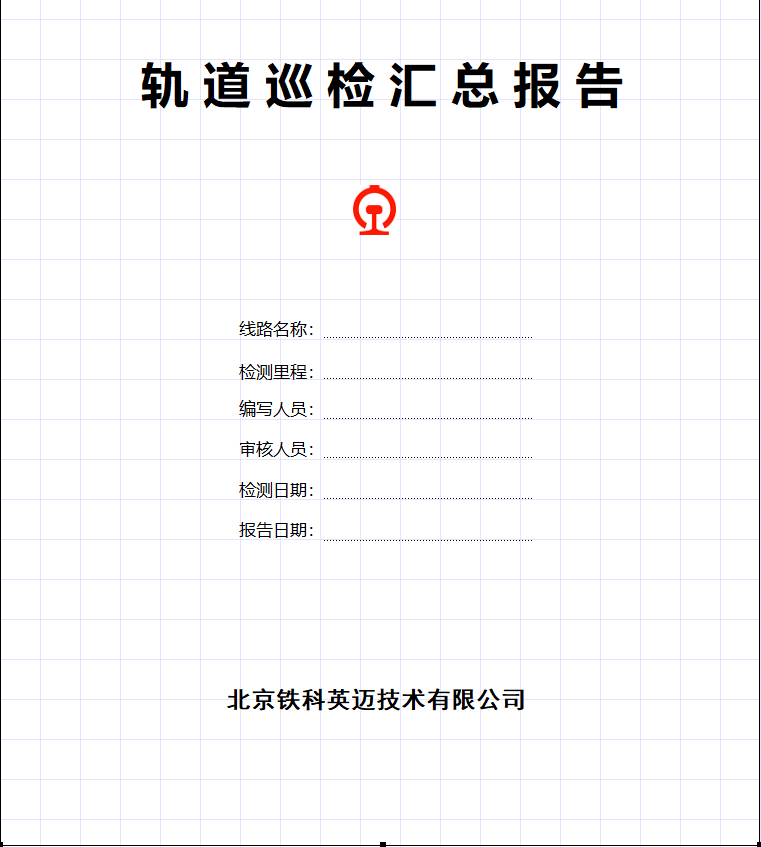 轨道巡检汇总报告
线路名称：
检测里程：
编写人员：
审核人员：
检测日期：
报告日期：
北京铁科英迈技术有限公司